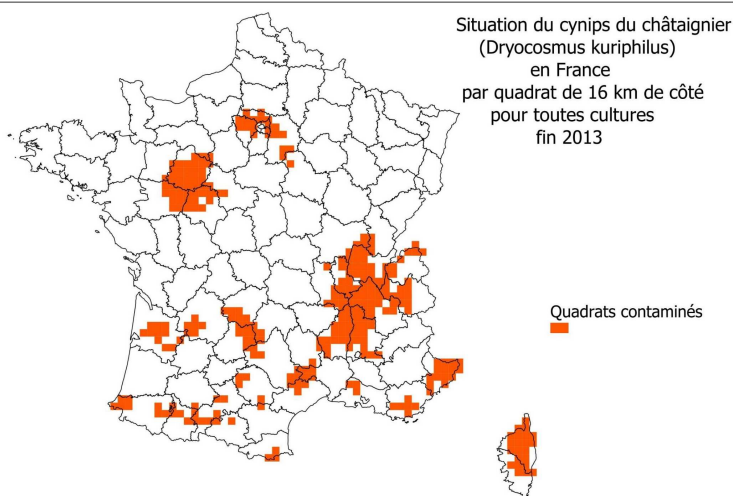 Situation du cynips du châtaignier
(Dryocosmus kuriphilus)
en France
par quadrat de 16 km de côté
pour toutes cultures
fin 2013
Quadrats contaminés